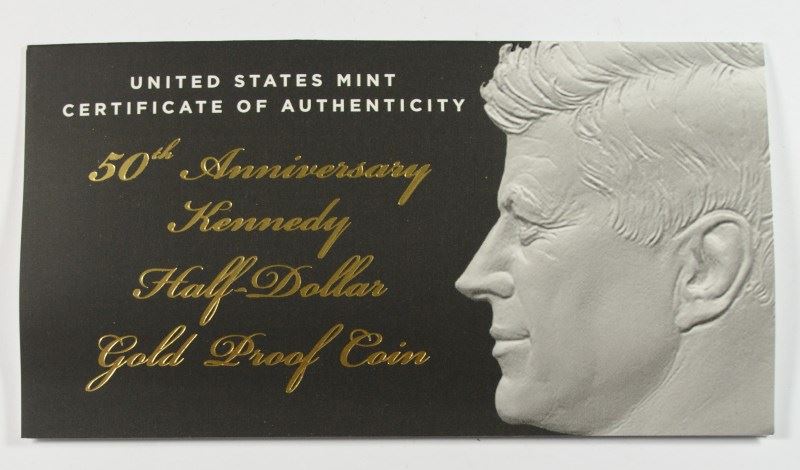 UNITED STATES MINT
CERTIFICATE OF AUTHENTICITY
50th Anniversary
Kennedy
Half-Dollar
Gold Proof Coin